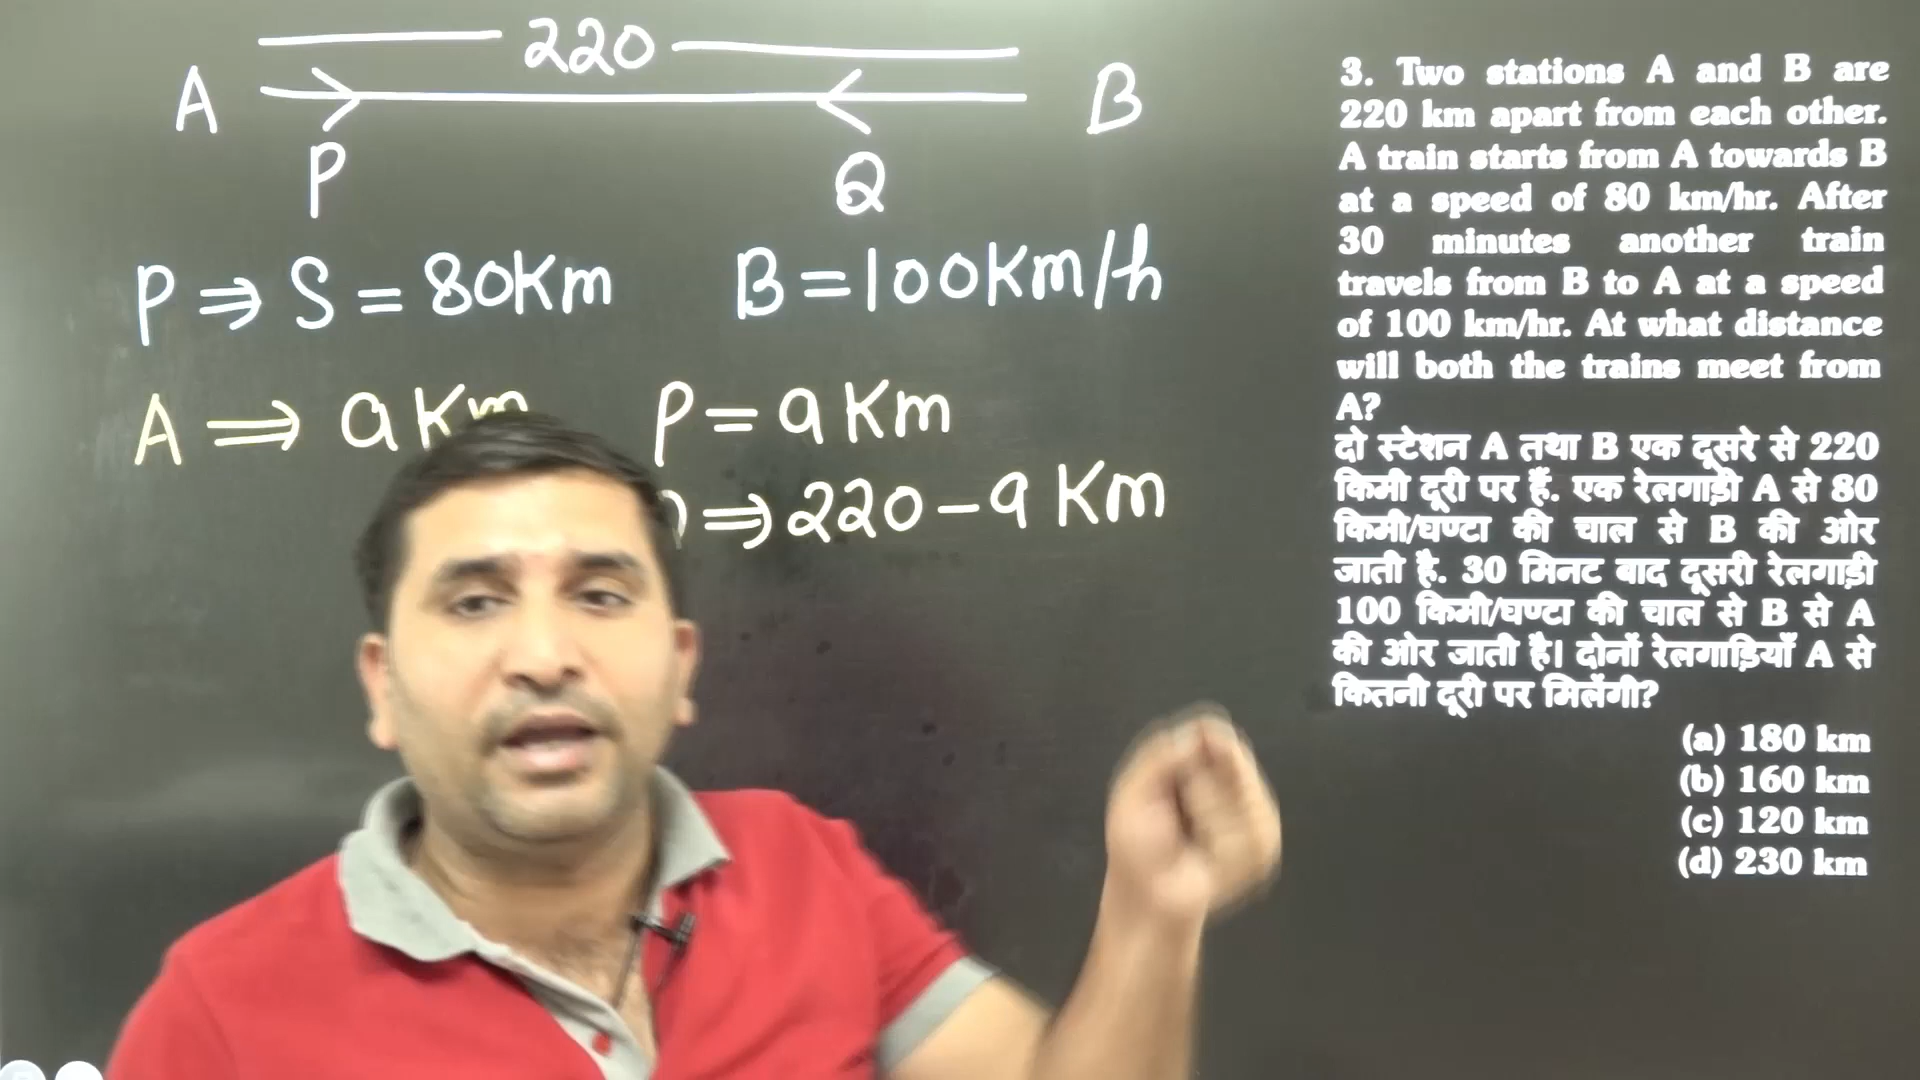 220
A B
P Q
P ⇒ S = 80Km B = 100Km/h
A ⇒ a Km P = a Km
⇒ 220 - a Km
3. Two stations A and B are
220 km apart from each other.
A train starts from A towards B
at a speed of 80 km/hr. After
30 minutes another train
travels from B to A at a speed
of 100 km/hr. At what distance
will both the trains meet from
A?
दो स्टेशन A तथा B एक दूसरे से 220
किमी दूरी पर हैं. एक रेलगाड़ी A से 80
किमी/घण्टा की चाल से B की ओर
जाती है. 30 मिनट बाद दूसरी रेलगाड़ी
100 किमी/घण्टा की चाल से B से A
की ओर जाती है। दोनों रेलगाड़ियाँ A से
कितनी दूरी पर मिलेंगी?
(a) 180 km
(b) 160 km
(c) 120 km
(d) 230 km